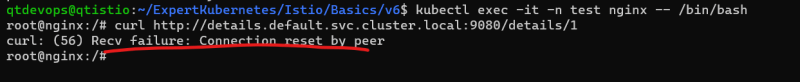 qtdevops@qtistio:~/ExpertKubernetes/Istio/Basics/v6$ kubectl exec -it -n test nginx -- /bin/bash
root@nginx:/# curl http://details.default.svc.cluster.local:9080/details/1
curl: (56) Recv failure: Connection reset by peer
root@nginx:/#